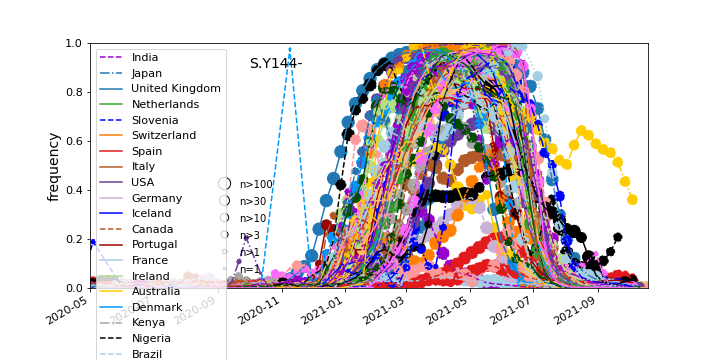 S.Y144-
frequency
1.0
0.8
0.6
0.4
0.2
0.0
India
Japan
United Kingdom
Netherlands
Slovenia
Switzerland
Spain
Italy
USA
Germany
Iceland
Canada
Portugal
France
Ireland
Australia
Denmark
Kenya
Nigeria
Brazil
n>100
n>30
n>10
n>3
n>1
n=1
2020-05
2020-07
2020-09
2020-11
2021-01
2021-03
2021-05
2021-07
2021-09